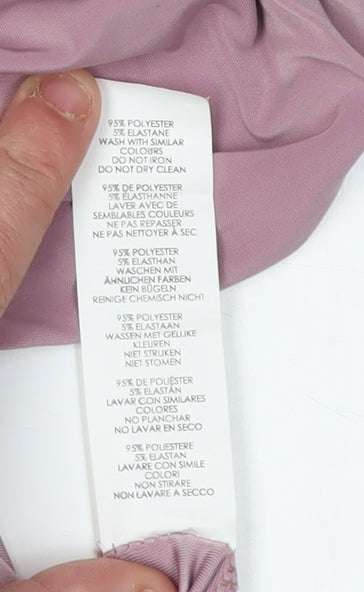 95% POLYESTER
5% ELASTANE
WASH WITH SIMILAR
COLOURS
DO NOT IRON
DO NOT DRY CLEAN
95% DE POLYESTER
5% ÉLASTHANNE
LAVER AVEC DE
SEMBLABLES COULEURS
NE PAS REPASSER
NE PAS NETTOYER Á SEC
95% POLYESTER
5% ELASTHAN
WASCHEN MIT
ÄHNLICHEN FARBEN
KEIN BÜGELN
REINIGE CHEMISCH NICHT
95% POLYESTER
5% ELASTAAN
WASSEN MET GELIJKE
KLEUREN
NIET STRIJKEN
NIET STOMEN
95% DE POLIÉSTER
5% ELASTÁN
LAVAR CON SIMILARES
COLORES
NO PLANCHAR
NO LAVAR EN SECO
95% POLIESTERE
5% ELASTAN
LAVARE CON SIMILE
COLORI
NON STIRARE
NON LAVARE A SECCO